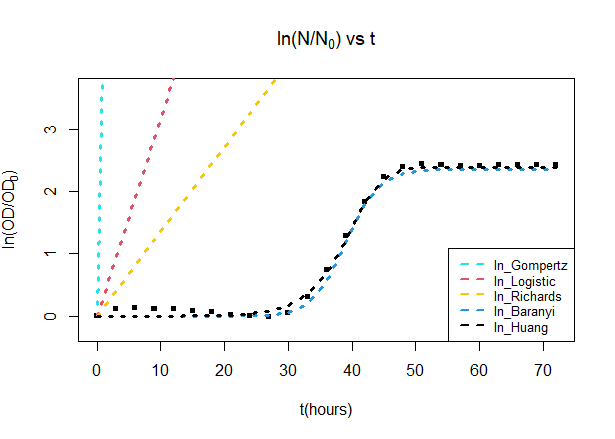 ln(N/N₀) vs t
ln(OD/OD₀)
3
2
1
0
ln_Gompertz
ln_Logistic
ln_Richards
ln_Baranyi
ln_Huang
0 10 20 30 40 50 60 70
t(hours)